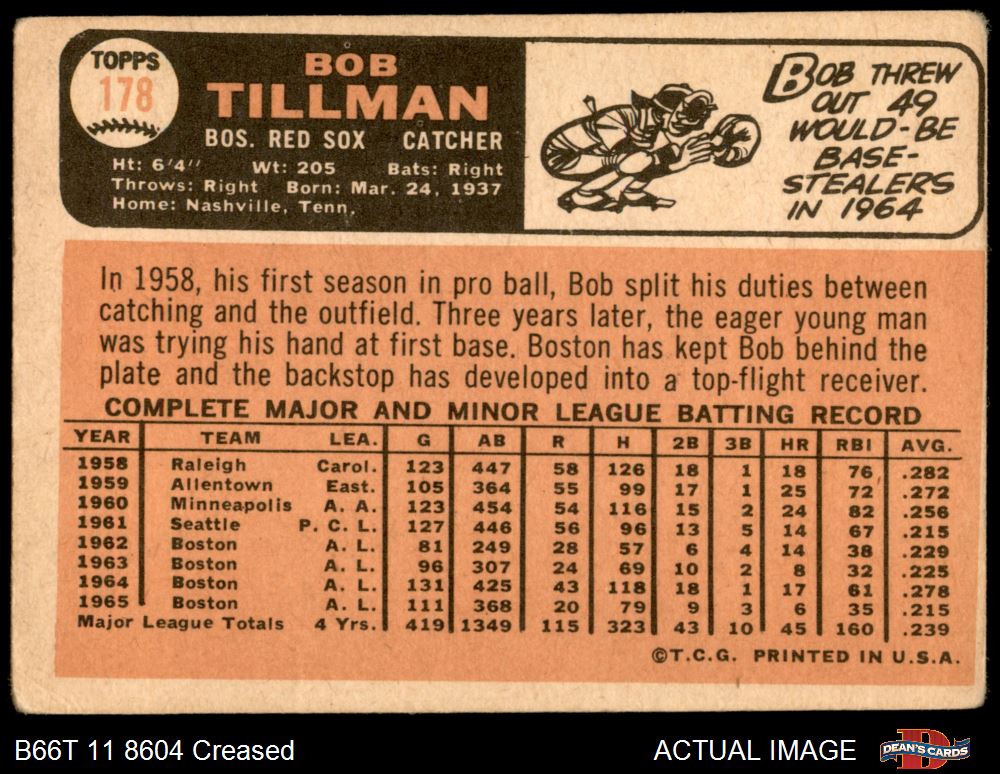 TOPPS
178
BOB
TILLMAN
BOS. RED SOX CATCHER
Ht: 6'4" Wt: 205 Bats: Right
Throws: Right Born: Mar. 24, 1937
Home: Nashville, Tenn.
BOB THREW
OUT 49
WOULD-BE
BASE-
STEALERS
IN 1964
In 1958, his first season in pro ball, Bob split his duties between
catching and the outfield. Three years later, the eager young man
was trying his hand at first base. Boston has kept Bob behind the
plate and the backstop has developed into a top-flight receiver.
COMPLETE MAJOR AND MINOR LEAGUE BATTING RECORD
YEAR TEAM LEA. G AB R H 2B 3B HR RBI AVG.
1958 Raleigh Carol. 123 447 58 126 18 1 18 76 .282
1959 Allentown East. 105 364 55 99 17 1 25 72 .272
1960 Minneapolis A. A. 123 454 54 116 15 2 24 82 .256
1961 Seattle P. C. L. 127 446 56 96 13 5 14 67 .215
1962 Boston A. L. 81 249 28 57 6 4 14 38 .229
1963 Boston A. L. 96 307 24 69 10 2 8 32 .225
1964 Boston A. L. 131 425 43 118 18 1 17 61 .278
1965 Boston A. L. 111 368 20 79 9 3 6 35 .215
Major League Totals 4 Yrs. 419 1349 115 323 43 10 45 160 .239
©T.C.G. PRINTED IN U.S.A.
B66T 11 8604 Creased
ACTUAL IMAGE
DEAN'S CARDS